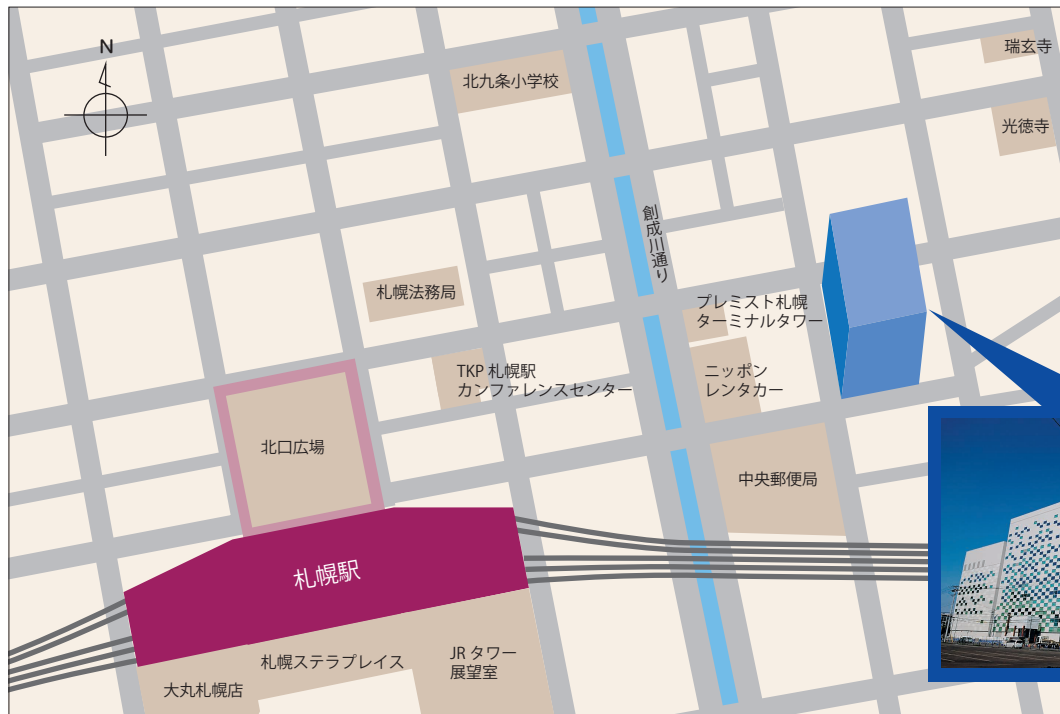 N
瑞玄寺
北九条小学校
光徳寺
創成川通り
札幌法務局
プレミスト札幌
ターミナルタワー
TKP 札幌駅
カンファレンスセンター
ニッポン
レンタカー
北口広場
中央郵便局
札幌駅
JR タワー
展望室
札幌ステラプレイス
大丸札幌店